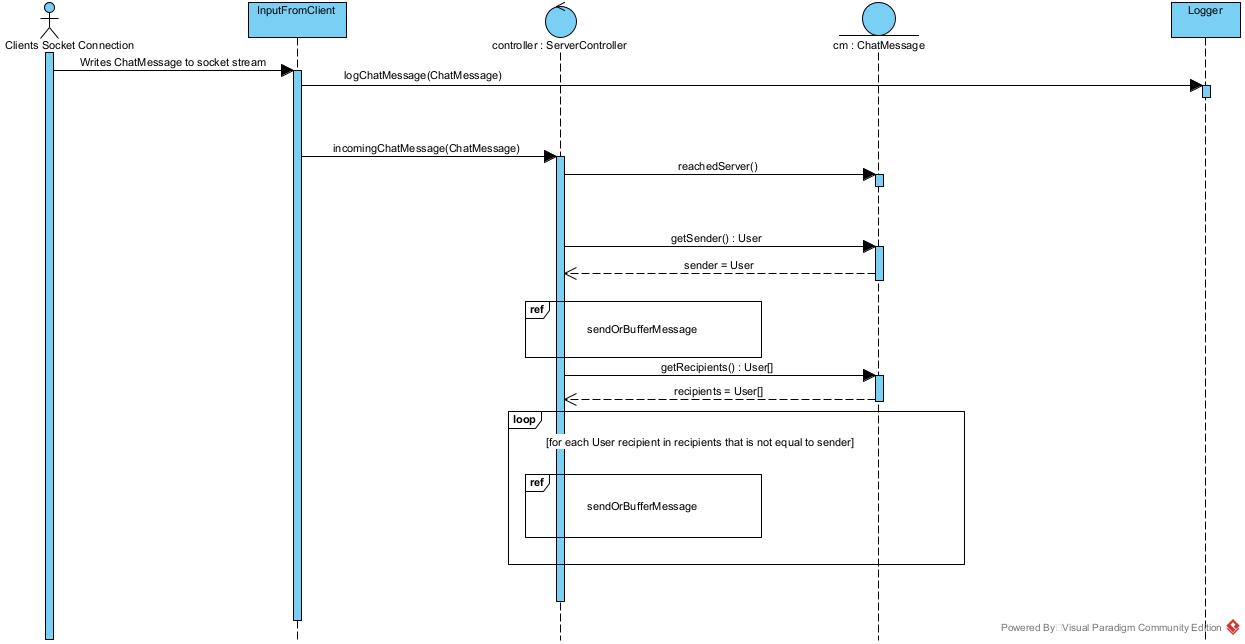 InputFromClient
Logger
Clients Socket Connection
controller : ServerController
cm : ChatMessage
Writes ChatMessage to socket stream
logChatMessage(ChatMessage)
incomingChatMessage(ChatMessage)
reachedServer()
getSender() : User
sender = User
ref
sendOrBufferMessage
getRecipients() : User[]
recipients = User[]
loop
[for each User recipient in recipients that is not equal to sender]
ref
sendOrBufferMessage
Powered By Visual Paradigm Community Edition